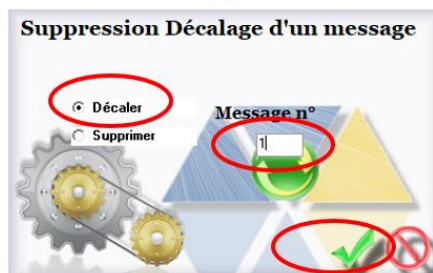 Suppression Décalage d'un message
Décaler
Supprimer
Message n°
1